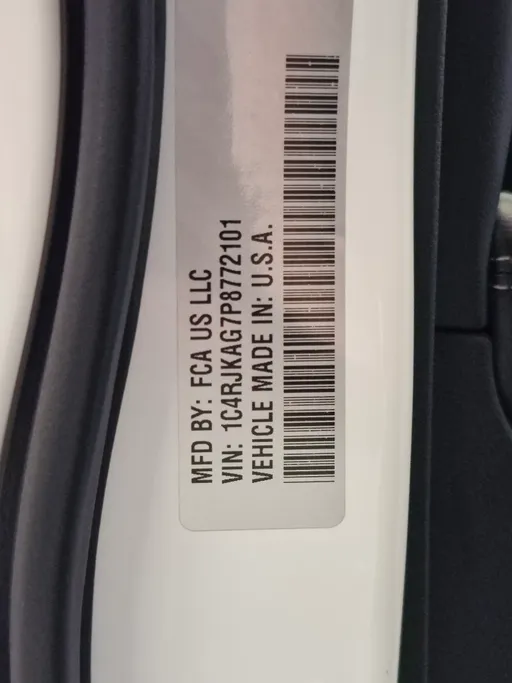 MFD BY: FCA US LLC
VIN: 1C4RJKAG7P8772101
VEHICLE MADE IN: U.S.A.